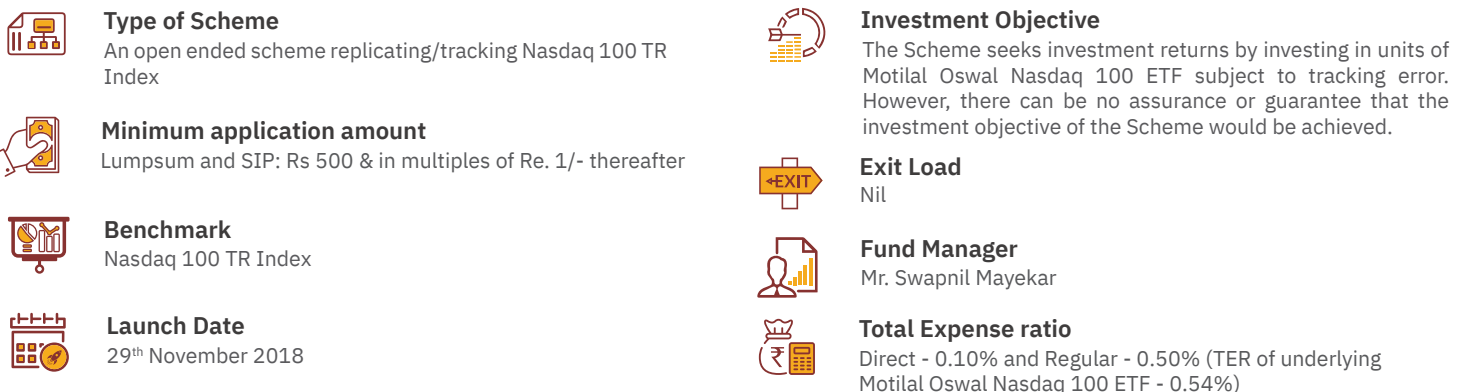 Type of Scheme
An open ended scheme replicating/tracking Nasdaq 100 TR
Index
Minimum application amount
Lumpsum and SIP: Rs 500 & in multiples of Re. 1/- thereafter
Benchmark
Nasdaq 100 TR Index
Launch Date
29th November 2018
Investment Objective
The Scheme seeks investment returns by investing in units of
Motilal Oswal Nasdaq 100 ETF subject to tracking error.
However, there can be no assurance or guarantee that the
investment objective of the Scheme would be achieved.
EXIT
Exit Load
Nil
Fund Manager
Mr. Swapnil Mayekar
₹
Total Expense ratio
Direct - 0.10% and Regular - 0.50% (TER of underlying
Motilal Oswal Nasdaq 100 ETF - 0.54%)